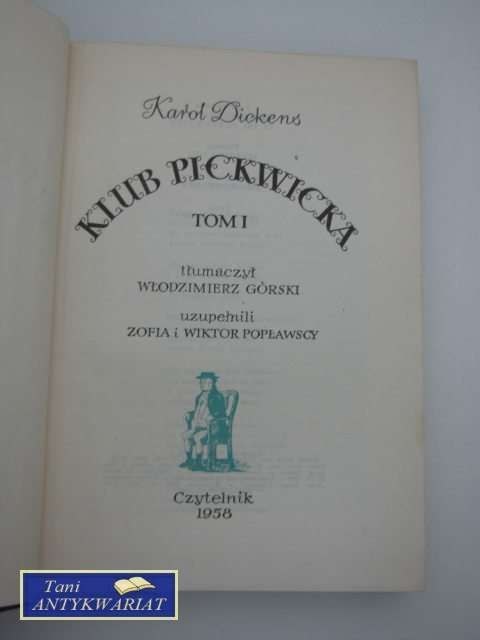 Karol Dickens
KLUB PICKWICKA
TOM I
tłumaczył
WŁODZIMIERZ GÓRSKI
uzupełnili
ZOFIA i WIKTOR POPŁAWSCY
Czytelnik
1958
Tani
ANTYKWARIAT